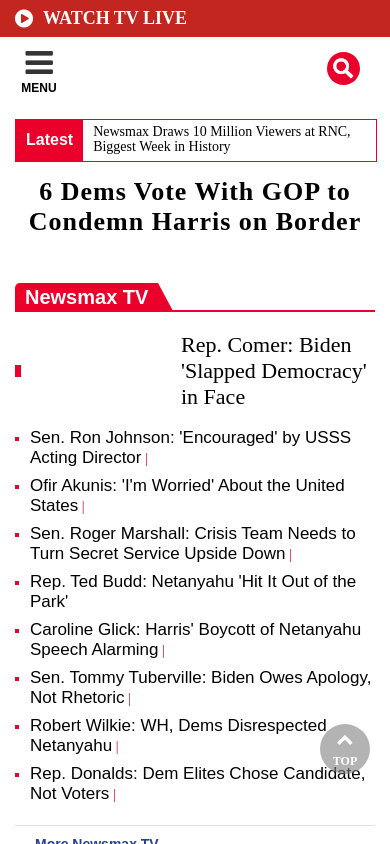 WATCH TV LIVE
MENU
Latest
Newsmax Draws 10 Million Viewers at RNC,
Biggest Week in History
6 Dems Vote With GOP to
Condemn Harris on Border
Newsmax TV
Rep. Comer: Biden
'Slapped Democracy'
in Face
Sen. Ron Johnson: 'Encouraged' by USSS
Acting Director |
Ofir Akunis: 'I'm Worried' About the United
States |
Sen. Roger Marshall: Crisis Team Needs to
Turn Secret Service Upside Down |
Rep. Ted Budd: Netanyahu 'Hit It Out of the
Park'
Caroline Glick: Harris' Boycott of Netanyahu
Speech Alarming |
Sen. Tommy Tuberville: Biden Owes Apology,
Not Rhetoric |
Robert Wilkie: WH, Dems Disrespected
Netanyahu |
Rep. Donalds: Dem Elites Chose Candidate,
Not Voters |
TOP
More Newsmax TV